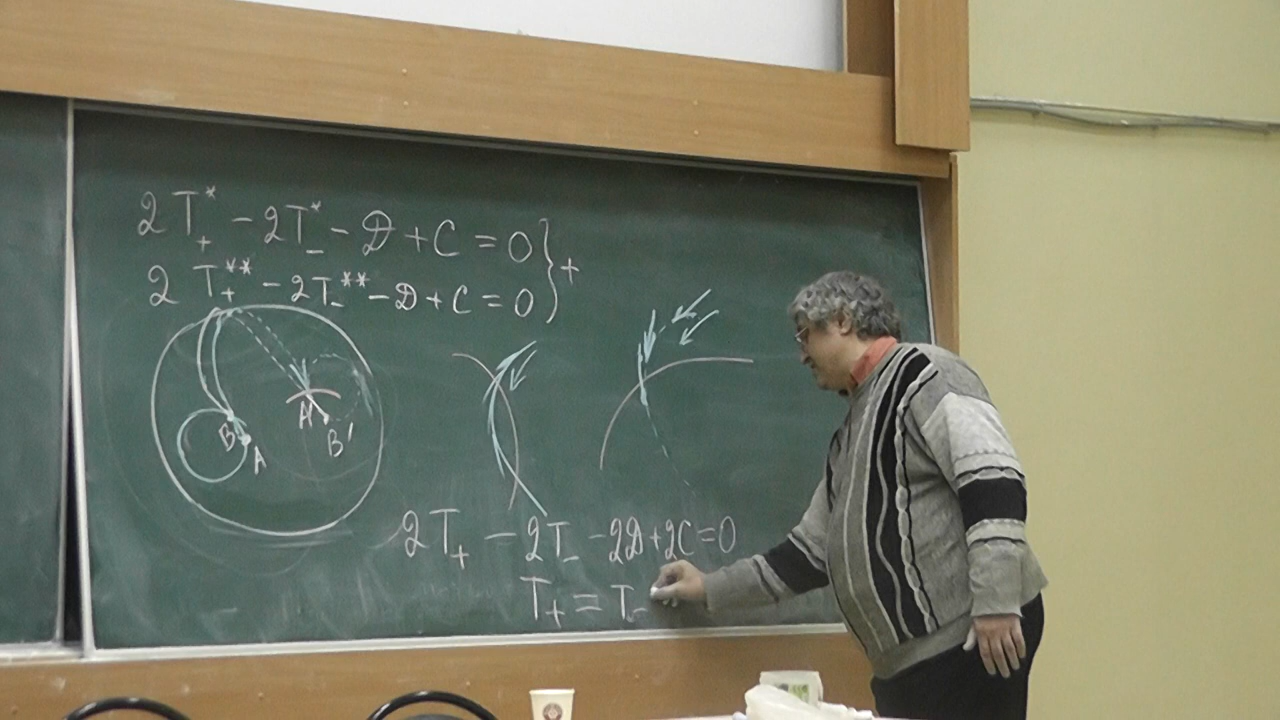 2T₊* − 2T₋* − D + C = 0 } +
2T₊** − 2T₋** − D + C = 0
B A A' B'
2T₊ − 2T₋ − 2D + 2C = 0
T₊ = T₋